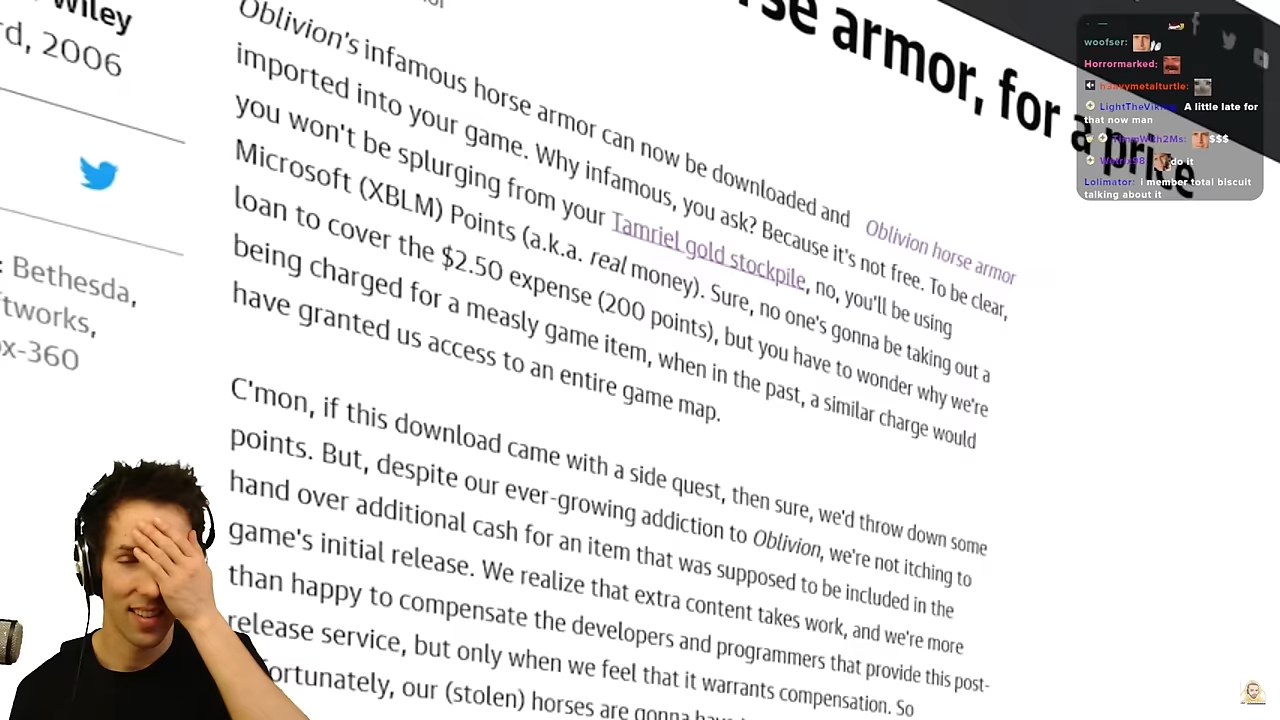 Wiley
rd, 2006
: Bethesda,
ftworks,
ox-360
rse armor, for a price
Oblivion's infamous horse armor can now be downloaded and
imported into your game. Why infamous, you ask? Because it's not free. To be clear,
you won't be splurging from your Tamriel gold stockpile, no, you'll be using
Microsoft (XBLM) Points (a.k.a. real money). Sure, no one's gonna be taking out a
loan to cover the $2.50 expense (200 points), but you have to wonder why we're
being charged for a measly game item, when in the past, a similar charge would
have granted us access to an entire game map.
Oblivion horse armor
C'mon, if this download came with a side quest, then sure, we'd throw down some
points. But, despite our ever-growing addiction to Oblivion, we're not itching to
hand over additional cash for an item that was supposed to be included in the
game's initial release. We realize that extra content takes work, and we're more
than happy to compensate the developers and programmers that provide this post-
release service, but only when we feel that it warrants compensation. So
fortunately, our (stolen) horses are gonna
woofser:
Horrormarked:
heavymetalturtle:
LightTheVik A little late for
that now man
$$$
do it
Lolimator: i member total biscuit
talking about it